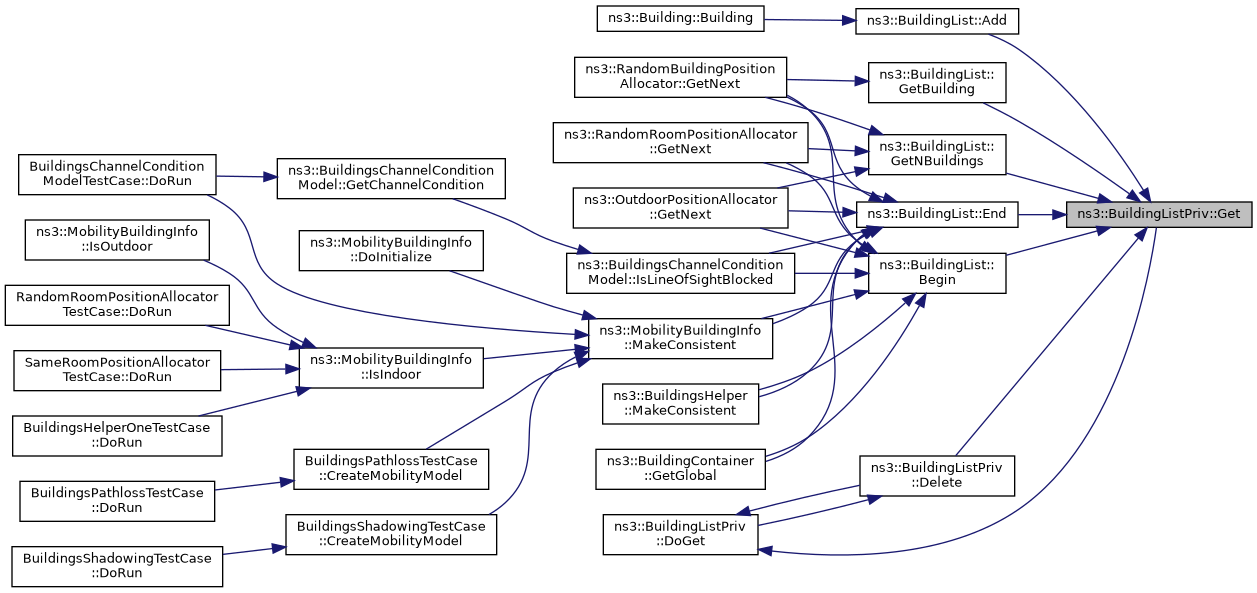 ns3::Building::Building
ns3::BuildingList::Add
ns3::RandomBuildingPosition
Allocator::GetNext
ns3::BuildingList::
GetBuilding
ns3::RandomRoomPositionAllocator
::GetNext
ns3::BuildingList::
GetNBuildings
BuildingsChannelCondition
ModelTestCase::DoRun
ns3::BuildingsChannelCondition
Model::GetChannelCondition
ns3::OutdoorPositionAllocator
::GetNext
ns3::BuildingList::End
ns3::BuildingListPriv::Get
ns3::MobilityBuildingInfo
::IsOutdoor
ns3::MobilityBuildingInfo
::DoInitialize
ns3::BuildingsChannelCondition
Model::IsLineOfSightBlocked
ns3::BuildingList::
Begin
RandomRoomPositionAllocator
TestCase::DoRun
ns3::MobilityBuildingInfo
::MakeConsistent
SameRoomPositionAllocator
TestCase::DoRun
ns3::MobilityBuildingInfo
::IsIndoor
ns3::BuildingsHelper
::MakeConsistent
BuildingsHelperOneTestCase
::DoRun
BuildingsPathlossTestCase
::CreateMobilityModel
ns3::BuildingContainer
::GetGlobal
ns3::BuildingListPriv
::Delete
BuildingsPathlossTestCase
::DoRun
BuildingsShadowingTestCase
::CreateMobilityModel
ns3::BuildingListPriv
::DoGet
BuildingsShadowingTestCase
::DoRun